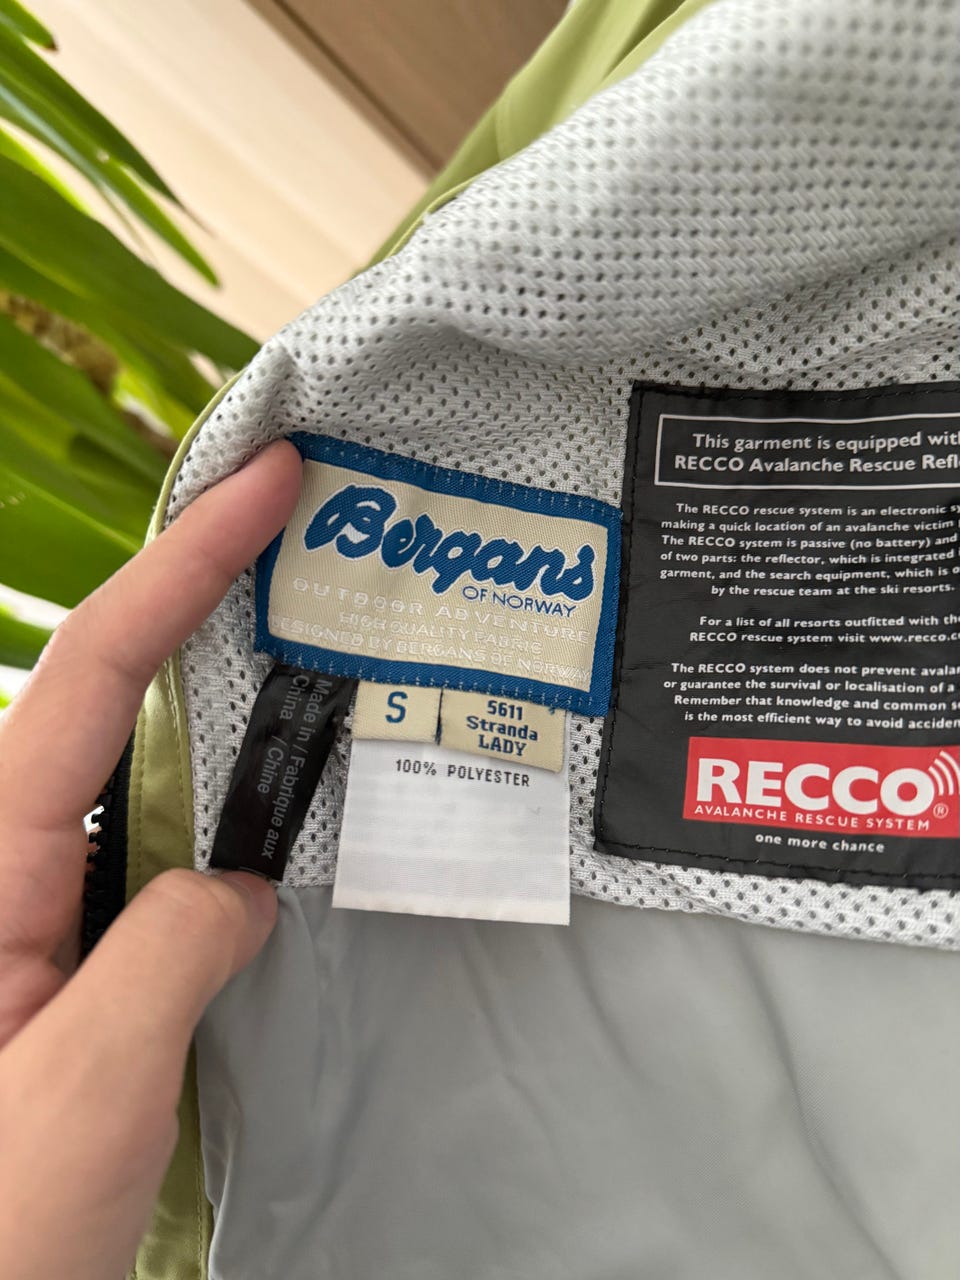 Bergans
OF NORWAY
OUTDOOR ADVENTURE
HIGH QUALITY FABRIC
DESIGNED BY BERGANS OF NORWAY
S
5611
Stranda
LADY
100% POLYESTER
Made in / Fabrique aux
China / Chine
This garment is equipped with
RECCO Avalanche Rescue Refle
The RECCO rescue system is an electronic sy
making a quick location of an avalanche victim
The RECCO system is passive (no battery) and
of two parts: the reflector, which is integrated
garment, and the search equipment, which is o
by the rescue team at the ski resorts.
For a list of all resorts outfitted with the
RECCO rescue system visit www.recco.c
The RECCO system does not prevent avalan
or guarantee the survival or localisation of a
Remember that knowledge and common s
is the most efficient way to avoid acciden
RECCO®
AVALANCHE RESCUE SYSTEM
one more chance